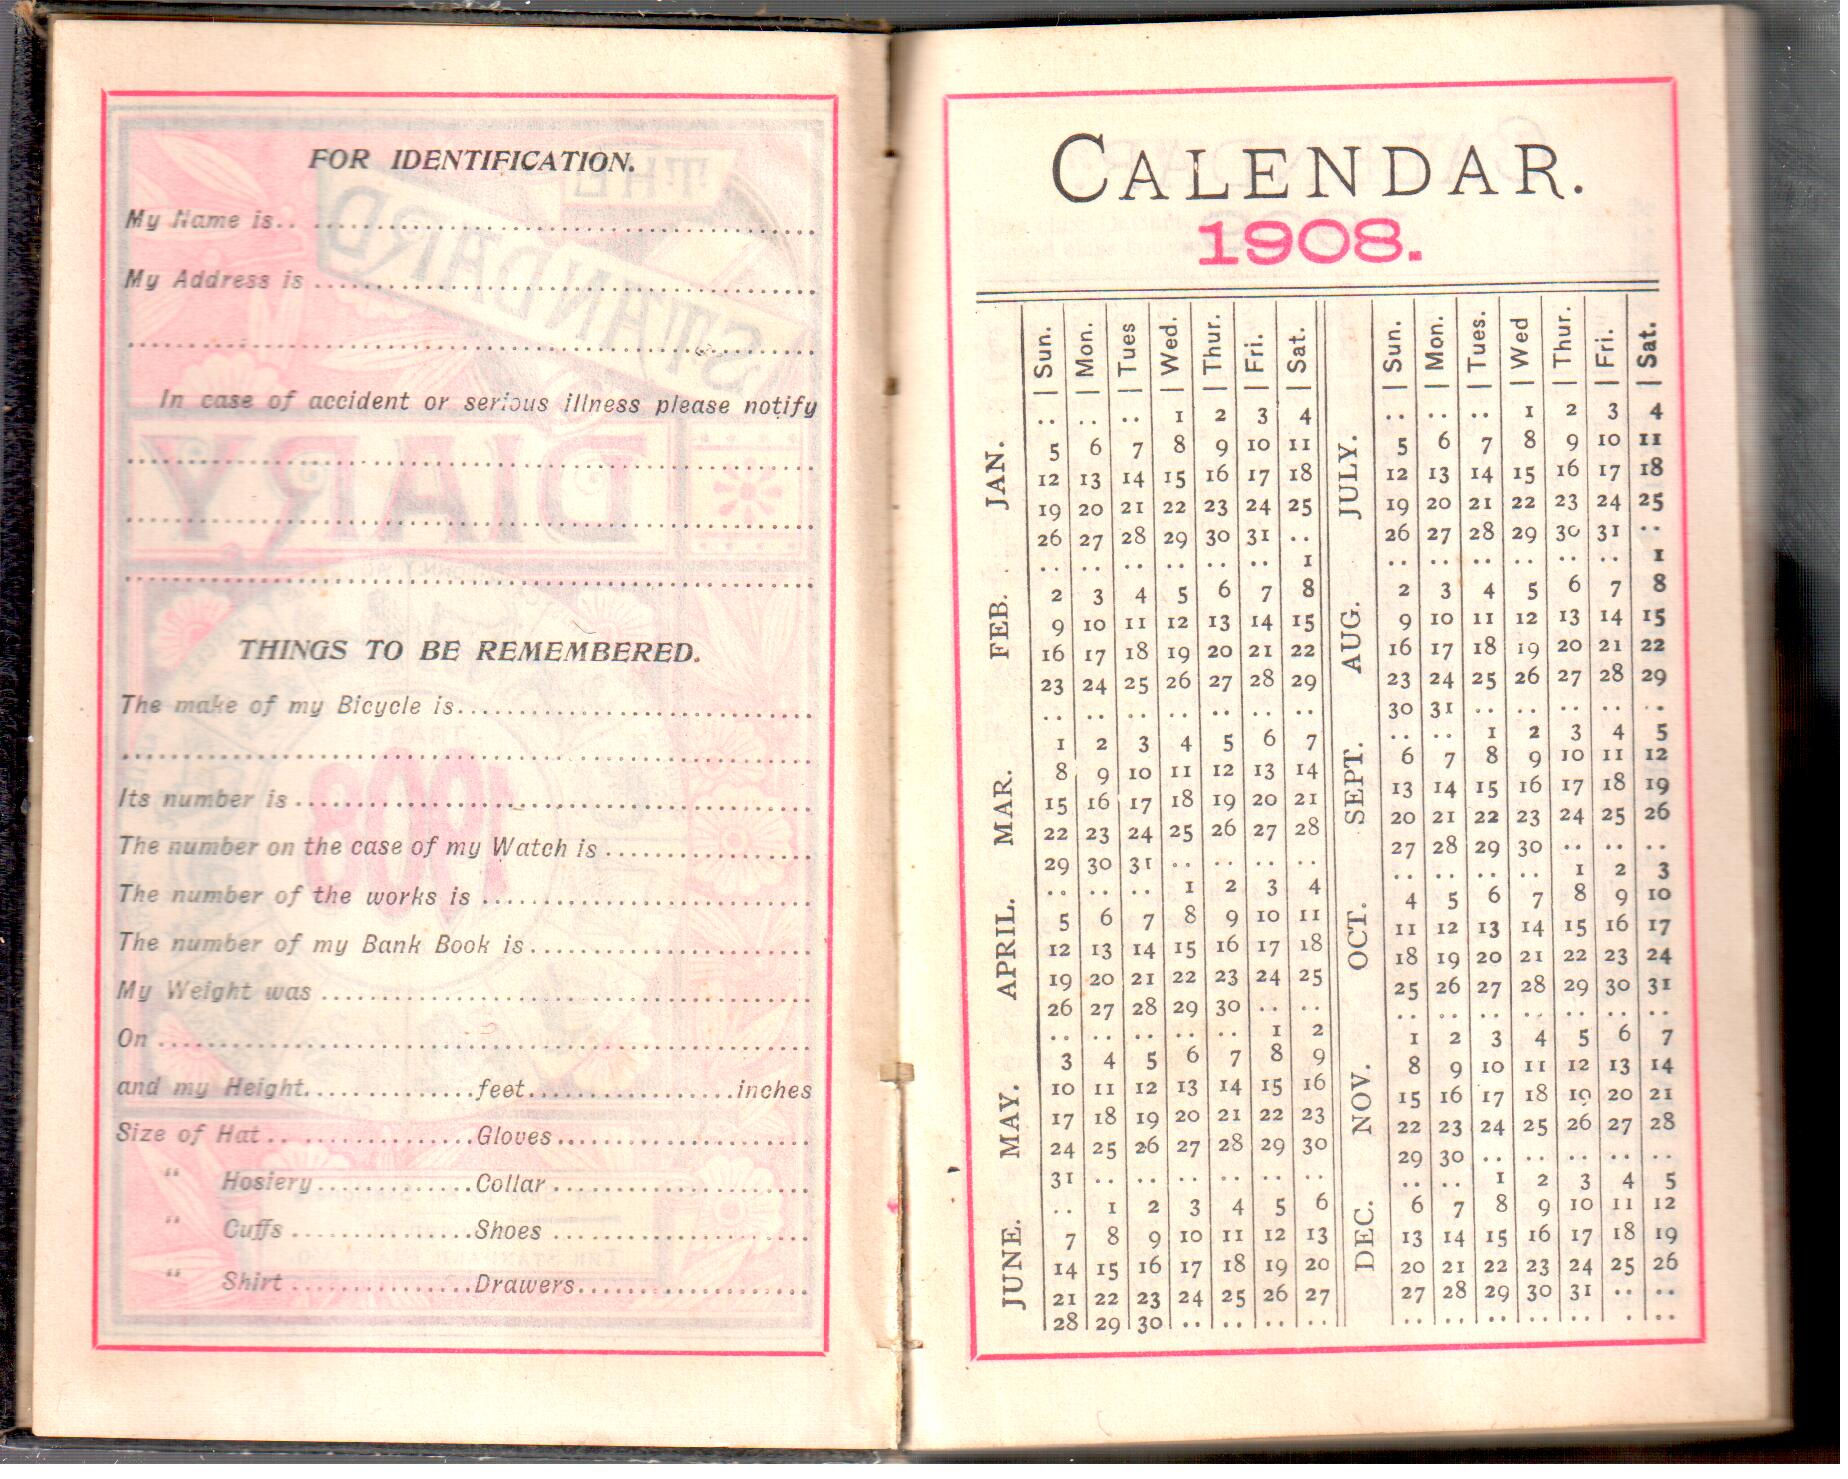 FOR IDENTIFICATION.
My Name is.. ........................................
My Address is ........................................
........................................
In case of accident or serious illness please notify
........................................
........................................
........................................
THINGS TO BE REMEMBERED.
The make of my Bicycle is........................................
........................................
Its number is ........................................
The number on the case of my Watch is ....................
The number of the works is ..............................
The number of my Bank Book is..............................
My Weight was ........................................
On ........................................
and my Height................feet....................inches
Size of Hat .. ................Gloves.........................
" Hosiery................Collar .........................
" Cuffs ..................Shoes .........................
" Shirt ..................Drawers.........................
CALENDAR.
1908.
Sun. Mon. Tues Wed. Thur. Fri. Sat.
JAN.
.. .. .. 1 2 3 4
5 6 7 8 9 10 11
12 13 14 15 16 17 18
19 20 21 22 23 24 25
26 27 28 29 30 31 ..
FEB.
.. .. .. .. .. .. 1
2 3 4 5 6 7 8
9 10 11 12 13 14 15
16 17 18 19 20 21 22
23 24 25 26 27 28 29
.. .. .. .. .. .. ..
MAR.
1 2 3 4 5 6 7
8 9 10 11 12 13 14
15 16 17 18 19 20 21
22 23 24 25 26 27 28
29 30 31 .. .. .. ..
APRIL.
.. .. .. 1 2 3 4
5 6 7 8 9 10 11
12 13 14 15 16 17 18
19 20 21 22 23 24 25
26 27 28 29 30 .. ..
MAY.
.. .. .. .. .. 1 2
3 4 5 6 7 8 9
10 11 12 13 14 15 16
17 18 19 20 21 22 23
24 25 26 27 28 29 30
31 .. .. .. .. .. ..
JUNE.
.. 1 2 3 4 5 6
7 8 9 10 11 12 13
14 15 16 17 18 19 20
21 22 23 24 25 26 27
28 29 30 .. .. .. ..
Sun. Mon. Tues. Wed Thur. Fri. Sat.
JULY.
.. .. .. 1 2 3 4
5 6 7 8 9 10 11
12 13 14 15 16 17 18
19 20 21 22 23 24 25
26 27 28 29 30 31 ..
AUG.
.. .. .. .. .. .. 1
2 3 4 5 6 7 8
9 10 11 12 13 14 15
16 17 18 19 20 21 22
23 24 25 26 27 28 29
30 31 .. .. .. .. ..
SEPT.
.. .. 1 2 3 4 5
6 7 8 9 10 11 12
13 14 15 16 17 18 19
20 21 22 23 24 25 26
27 28 29 30 .. .. ..
OCT.
.. .. .. .. 1 2 3
4 5 6 7 8 9 10
11 12 13 14 15 16 17
18 19 20 21 22 23 24
25 26 27 28 29 30 31
.. .. .. .. .. .. ..
NOV.
1 2 3 4 5 6 7
8 9 10 11 12 13 14
15 16 17 18 19 20 21
22 23 24 25 26 27 28
29 30 .. .. .. .. ..
DEC.
.. .. 1 2 3 4 5
6 7 8 9 10 11 12
13 14 15 16 17 18 19
20 21 22 23 24 25 26
27 28 29 30 31 .. ..
.. .. .. .. .. .. ..
THE
STANDARD
DIARY
1908